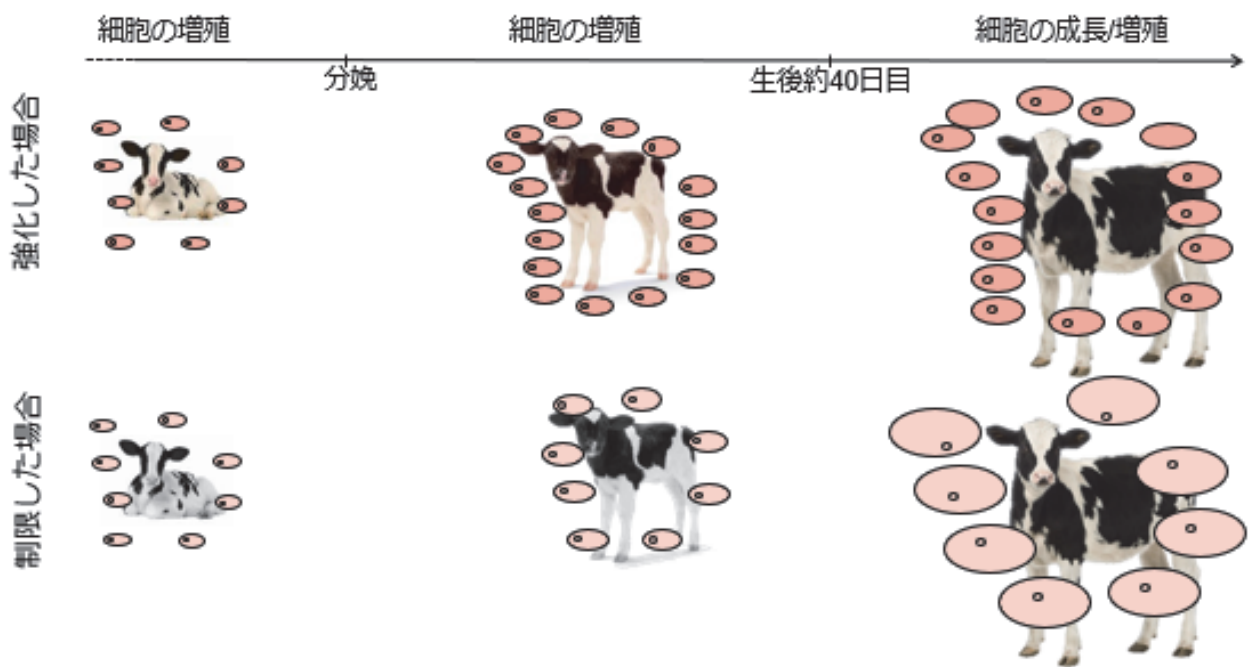 細胞の増殖
細胞の増殖
細胞の成長/増殖
分娩
生後約40日目
強化した場合
制限した場合